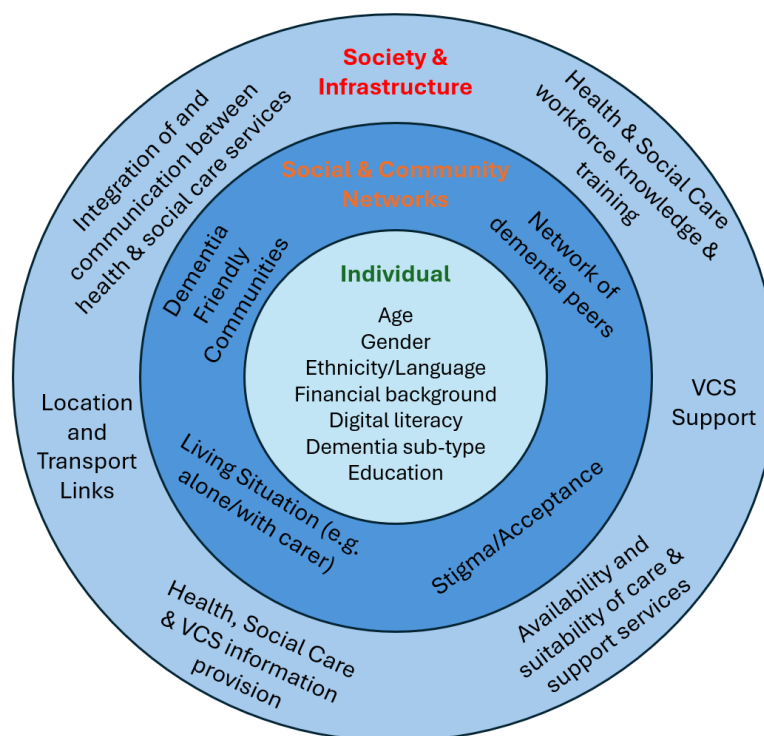 Society &
Infrastructure
Integration of and
communication between
health & social care services
Health & Social Care
workforce knowledge &
training
Social & Community
Networks
Dementia
Friendly
Communities
Network of
dementia peers
Individual
Age
Gender
Ethnicity/Language
Financial background
Digital literacy
Dementia sub-type
Education
Location
and
Transport
Links
VCS
Support
Living Situation (e.g.
alone/with carer)
Stigma/Acceptance
Health, Social Care
& VCS information
provision
Availability and
suitability of care &
support services